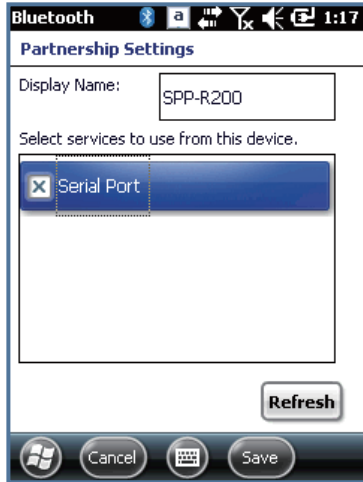 Bluetooth a 1:17
Partnership Settings
Display Name: SPP-R200
Select services to use from this device.
Serial Port
Refresh
Cancel Save